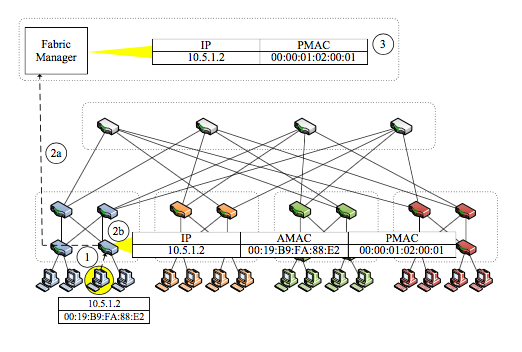 Fabric
Manager
IP PMAC
10.5.1.2 00:00:01:02:00:01
3
2a
2b
IP AMAC PMAC
10.5.1.2 00:19:B9:FA:88:E2 00:00:01:02:00:01
1
10.5.1.2
00:19:B9:FA:88:E2